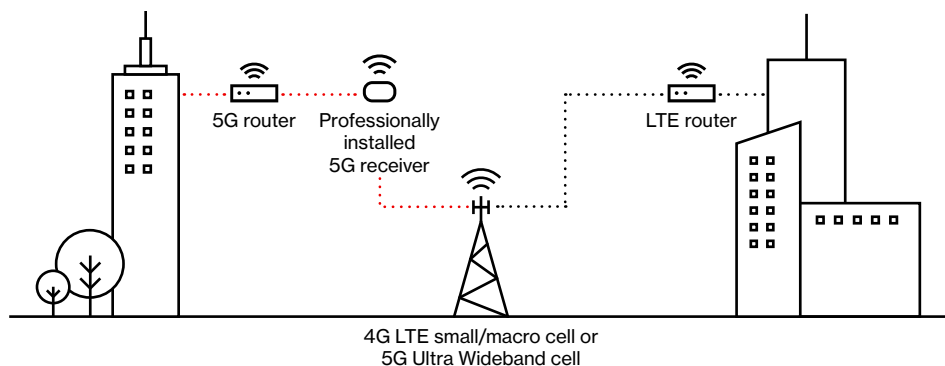 5G router
Professionally
installed
5G receiver
LTE router
4G LTE small/macro cell or
5G Ultra Wideband cell